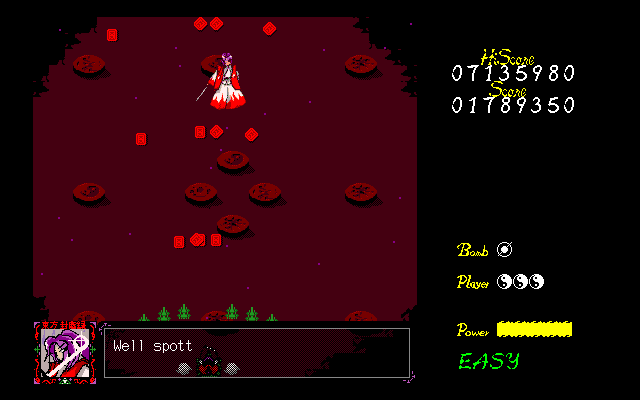 HiScore
07135980
Score
01789350
Bomb
Player
Power
EASY
Well spott